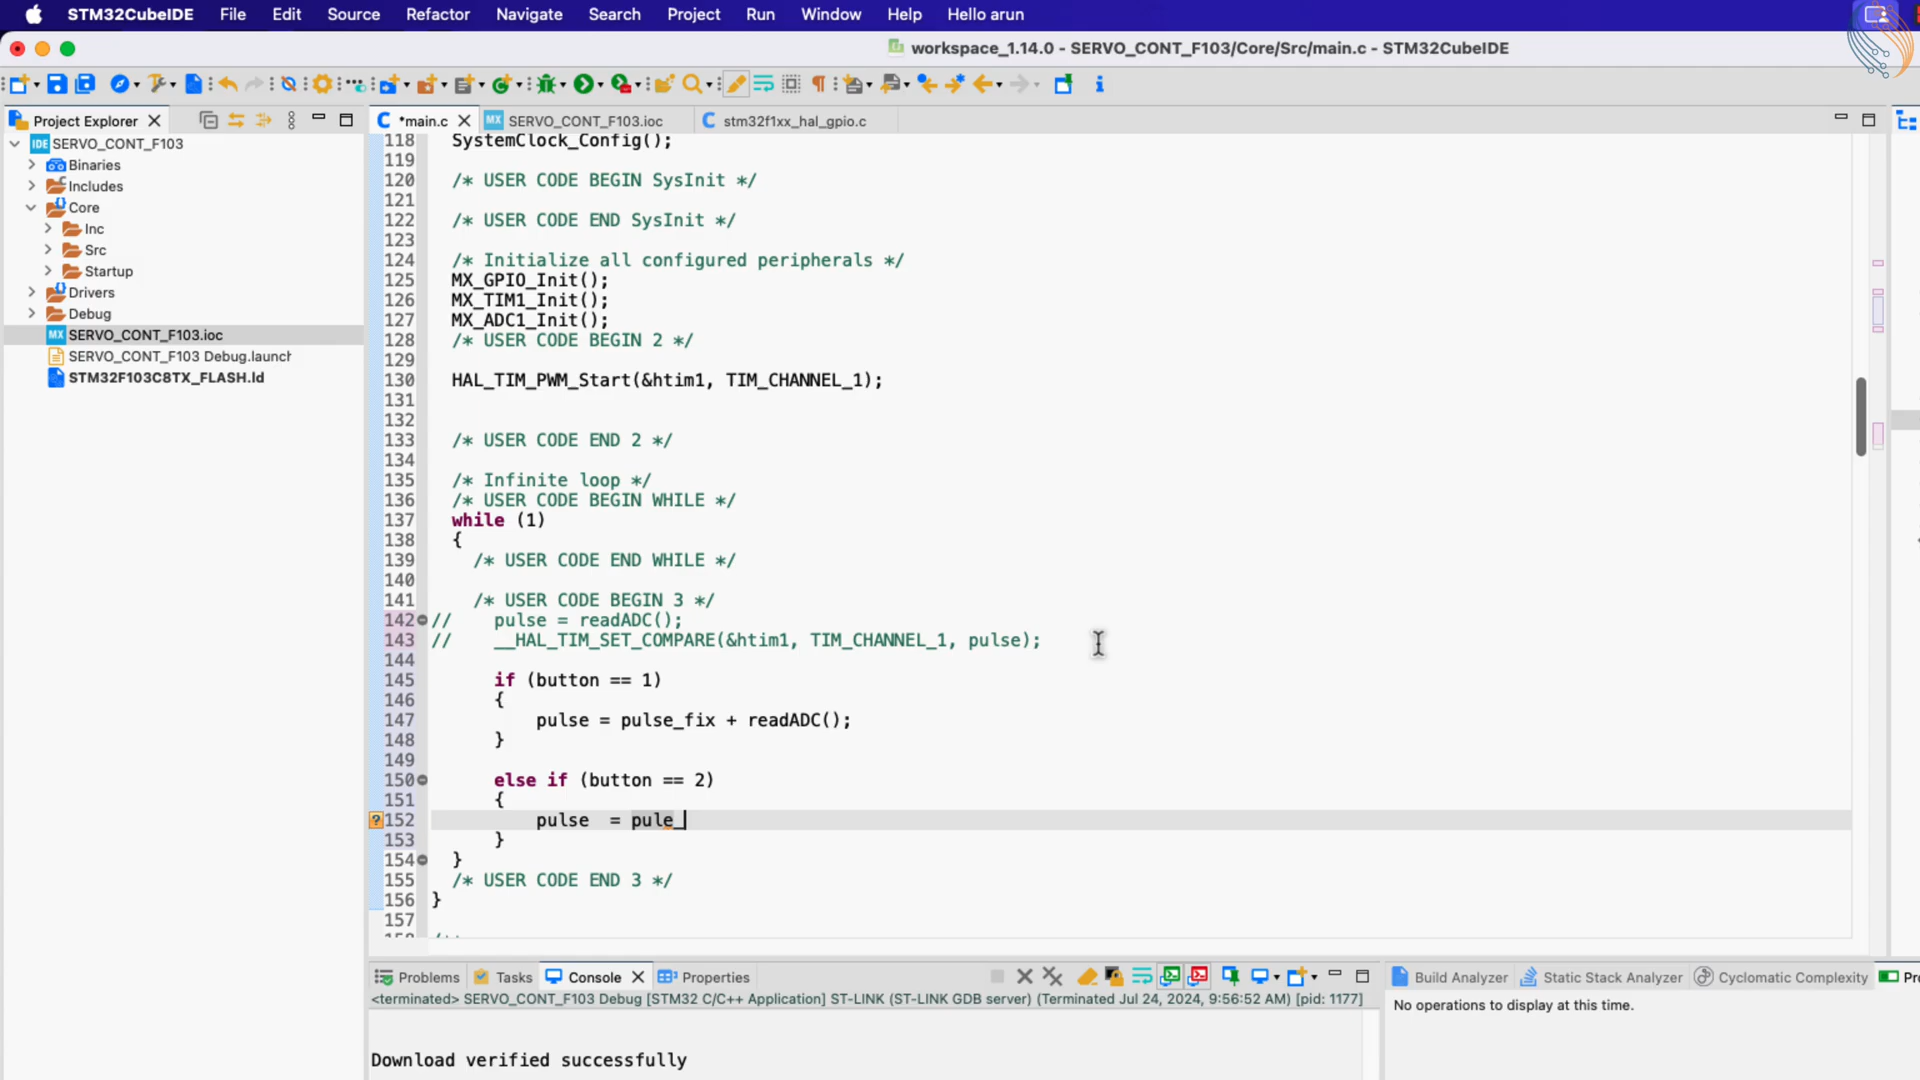 STM32CubeIDE File Edit Source Refactor Navigate Search Project Run Window Help Hello arun
workspace_1.14.0 - SERVO_CONT_F103/Core/Src/main.c - STM32CubeIDE
Project Explorer
*main.c
SERVO_CONT_F103.ioc
stm32f1xx_hal_gpio.c
IDE SERVO_CONT_F103
Binaries
Includes
Core
Inc
Src
Startup
Drivers
Debug
MX SERVO_CONT_F103.ioc
SERVO_CONT_F103 Debug.launch
STM32F103C8TX_FLASH.ld
118 SystemClock_Config();
119
120 /* USER CODE BEGIN SysInit */
121
122 /* USER CODE END SysInit */
123
124 /* Initialize all configured peripherals */
125 MX_GPIO_Init();
126 MX_TIM1_Init();
127 MX_ADC1_Init();
128 /* USER CODE BEGIN 2 */
129
130 HAL_TIM_PWM_Start(&htim1, TIM_CHANNEL_1);
131
132
133 /* USER CODE END 2 */
134
135 /* Infinite loop */
136 /* USER CODE BEGIN WHILE */
137 while (1)
138 {
139 /* USER CODE END WHILE */
140
141 /* USER CODE BEGIN 3 */
142 // pulse = readADC();
143 // __HAL_TIM_SET_COMPARE(&htim1, TIM_CHANNEL_1, pulse);
144
145 if (button == 1)
146 {
147 pulse = pulse_fix + readADC();
148 }
149
150 else if (button == 2)
151 {
152 pulse  = pule_
153 }
154 }
155 /* USER CODE END 3 */
156 }
157
Problems Tasks Console Properties
<terminated> SERVO_CONT_F103 Debug [STM32 C/C++ Application] ST-LINK (ST-LINK GDB server) (Terminated Jul 24, 2024, 9:56:52 AM) [pid: 1177]
Download verified successfully
Build Analyzer Static Stack Analyzer Cyclomatic Complexity
No operations to display at this time.